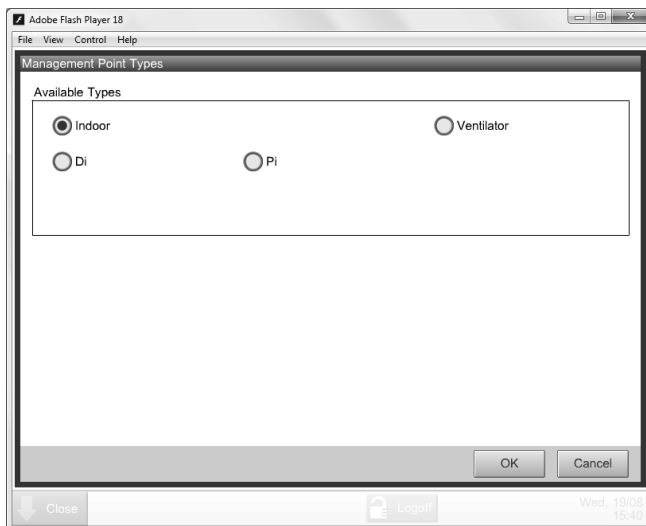 Adobe Flash Player 18
File View Control Help
Management Point Types
Available Types
Indoor
Ventilator
Di
Pi
OK
Cancel
Close
Logoff
Wed, 19/08
15:40